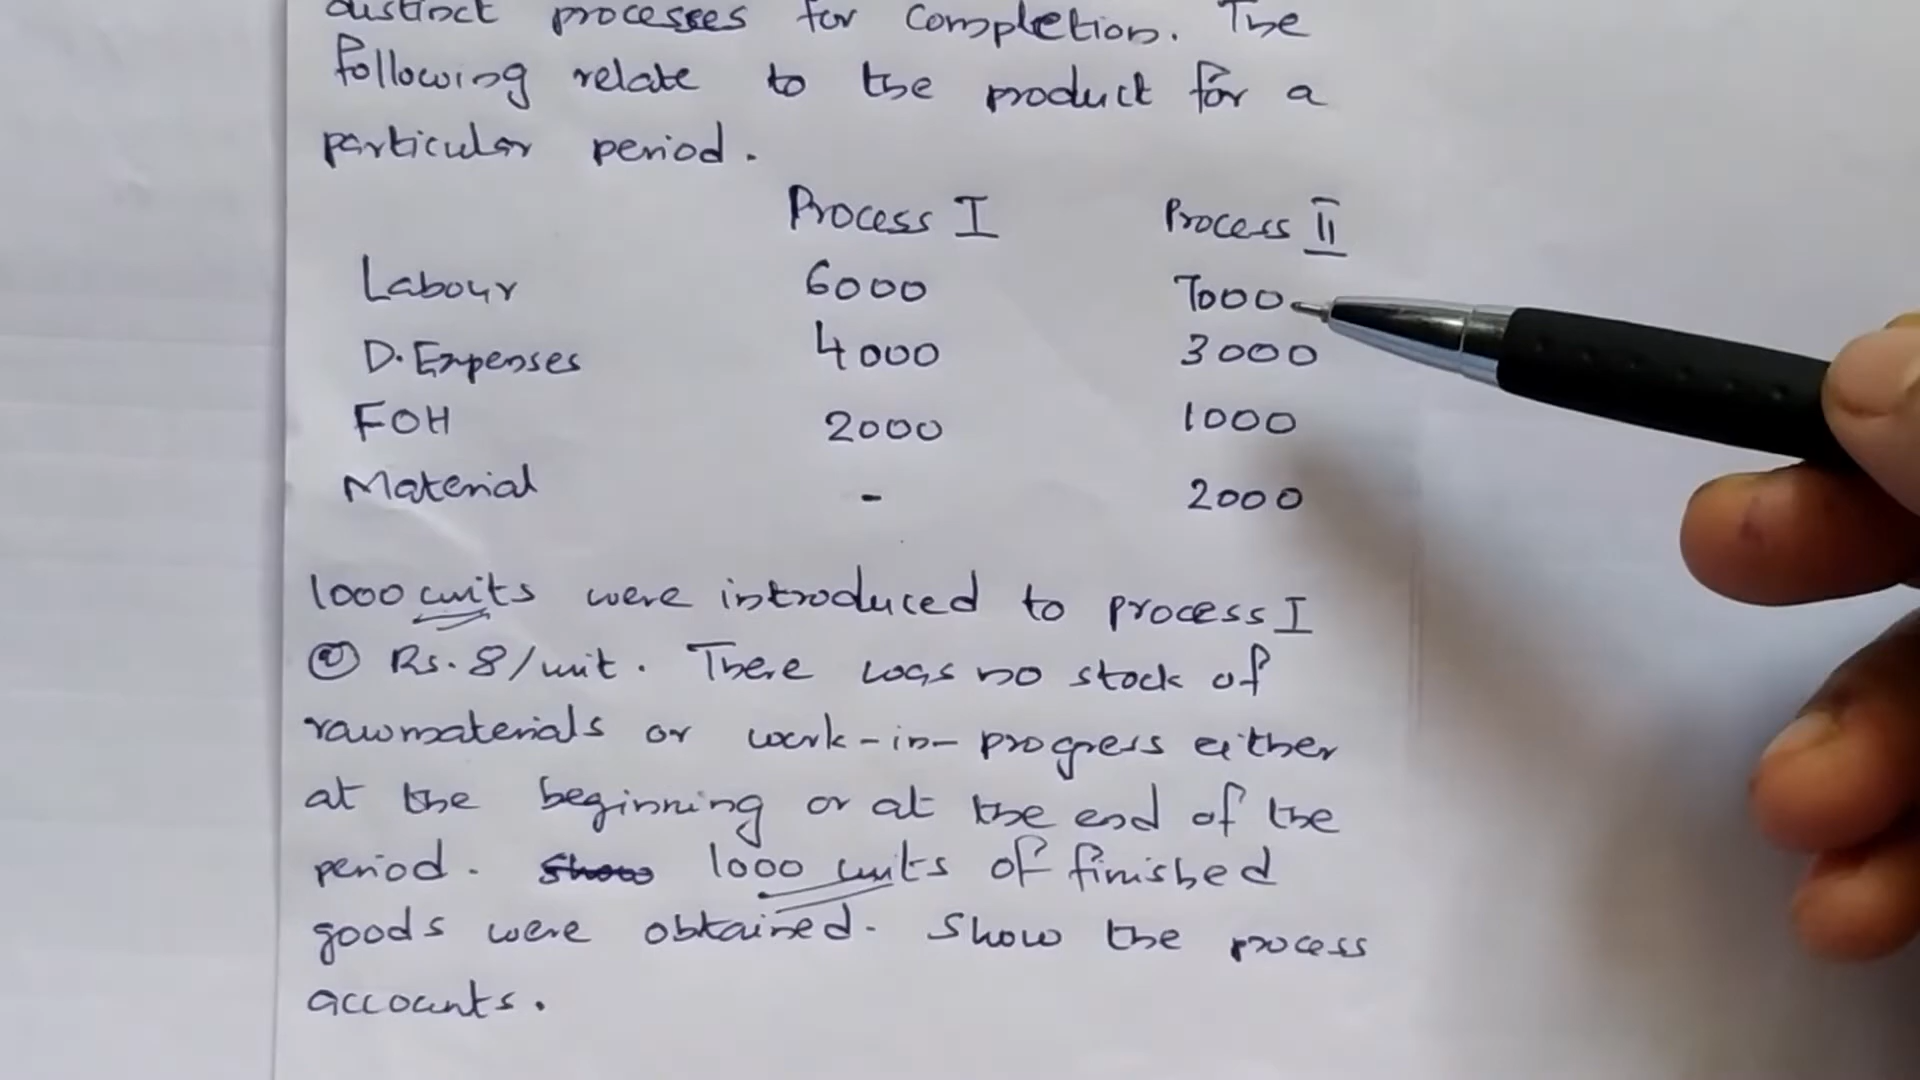 distinct processes for completion. The
following relate to the product for a
particular period.
Process I Process II
Labour 6000 7000
D. Expenses 4000 3000
FOH 2000 1000
Material - 2000
1000 units were introduced to process I
@ Rs. 8/unit. There was no stock of
rawmaterials or work-in-progress either
at the beginning or at the end of the
period. Show 1000 units of finished
goods were obtained. Show the process
accounts.